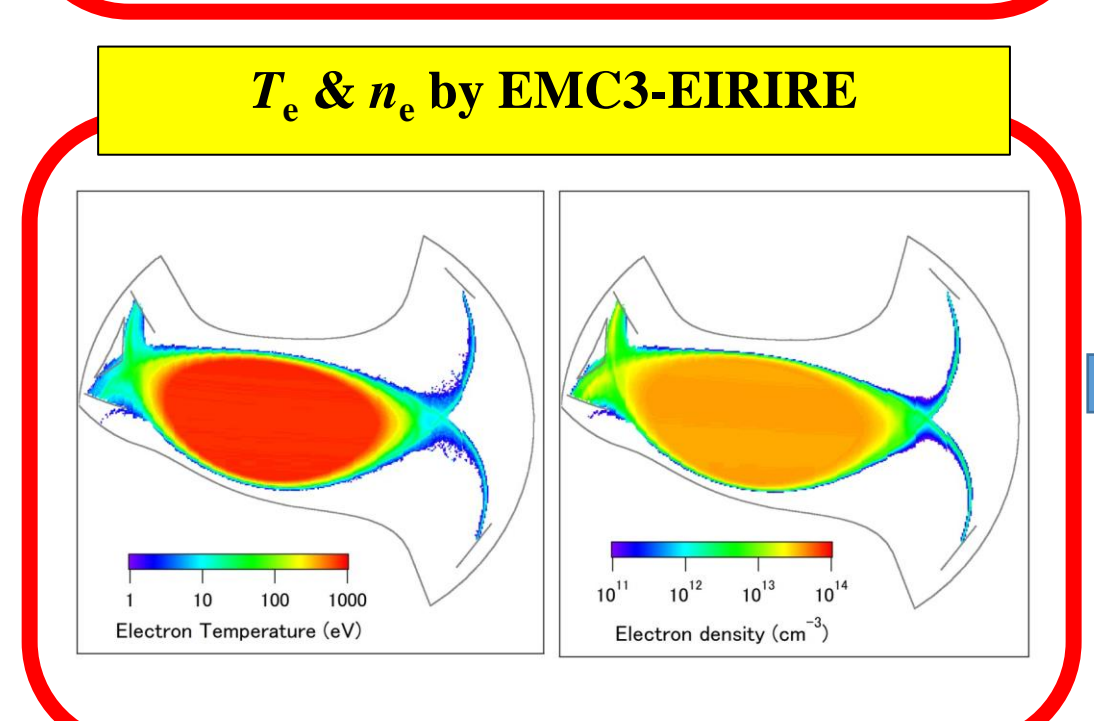 Te & ne by EMC3-EIRIRE
1 10 100 1000
Electron Temperature (eV)
10^11 10^12 10^13 10^14
Electron density (cm^-3)